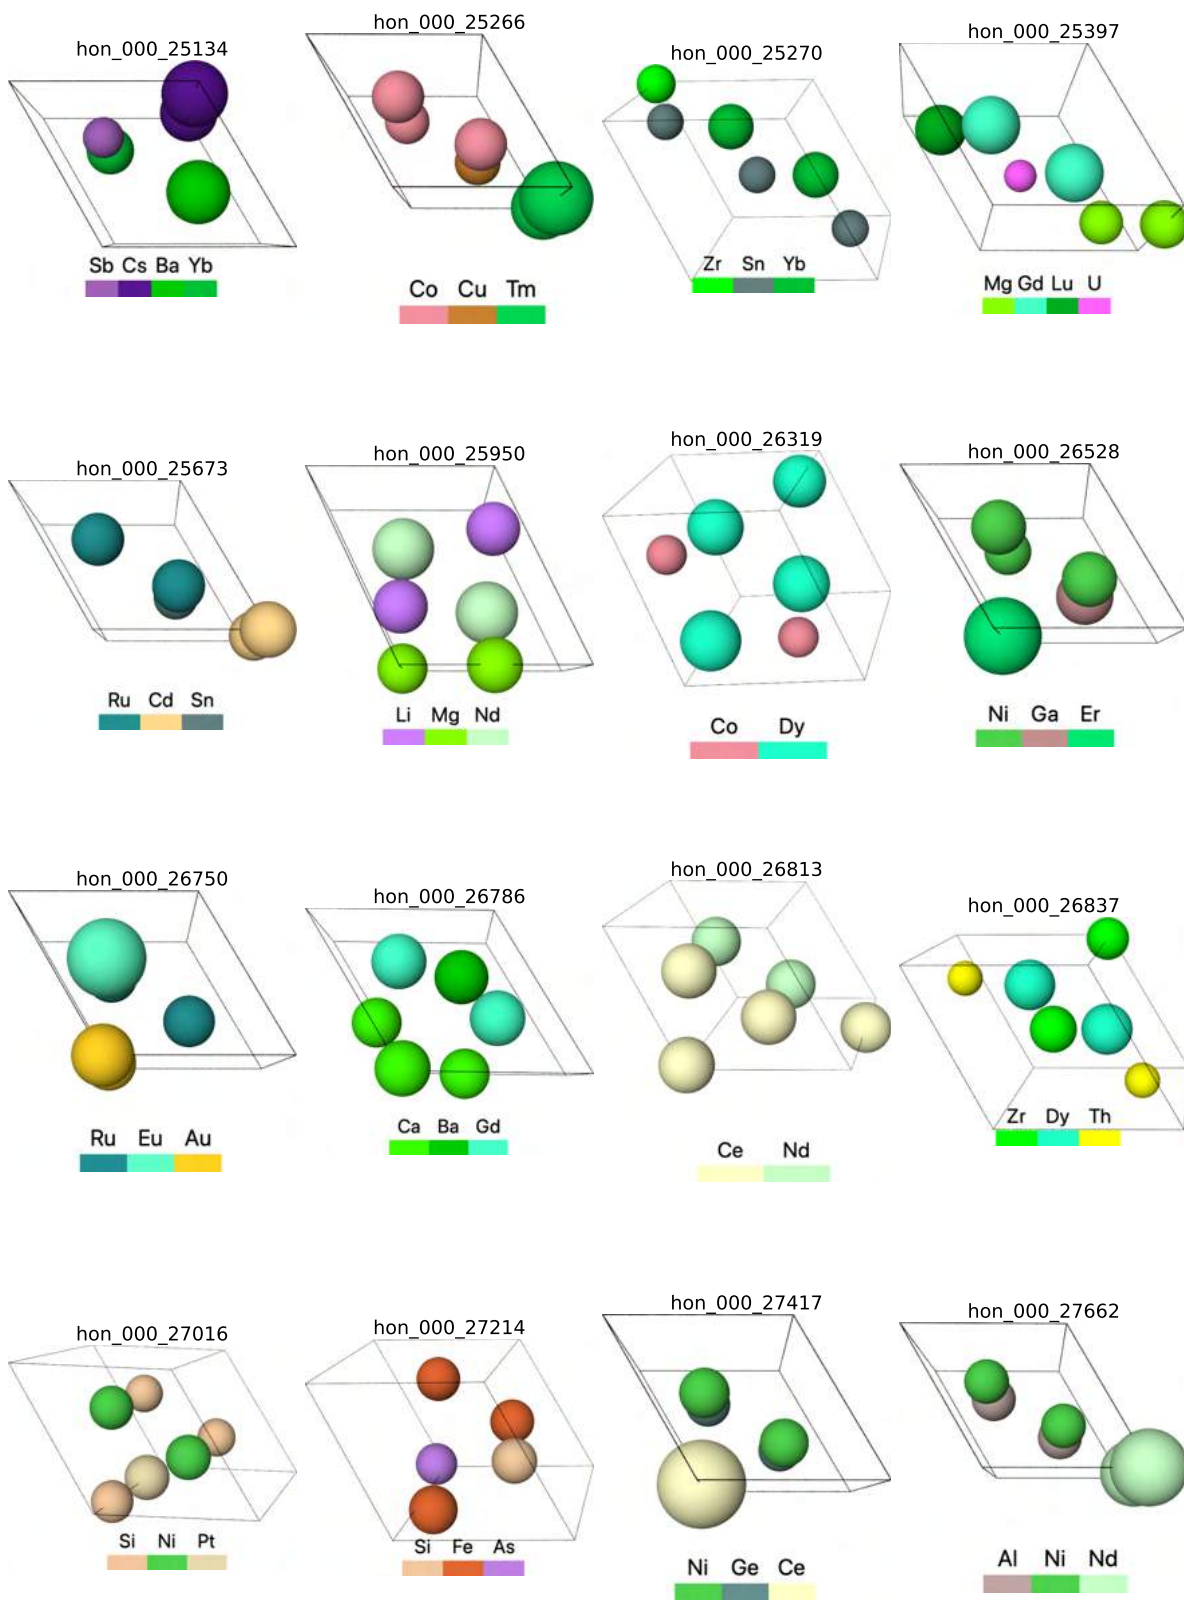 hon_000_25134
Sb Cs Ba Yb
hon_000_25266
Co Cu Tm
hon_000_25270
Zr Sn Yb
hon_000_25397
Mg Gd Lu U
hon_000_25673
Ru Cd Sn
hon_000_25950
Li Mg Nd
hon_000_26319
Co Dy
hon_000_26528
Ni Ga Er
hon_000_26750
Ru Eu Au
hon_000_26786
Ca Ba Gd
hon_000_26813
Ce Nd
hon_000_26837
Zr Dy Th
hon_000_27016
Si Ni Pt
hon_000_27214
Si Fe As
hon_000_27417
Ni Ge Ce
hon_000_27662
Al Ni Nd